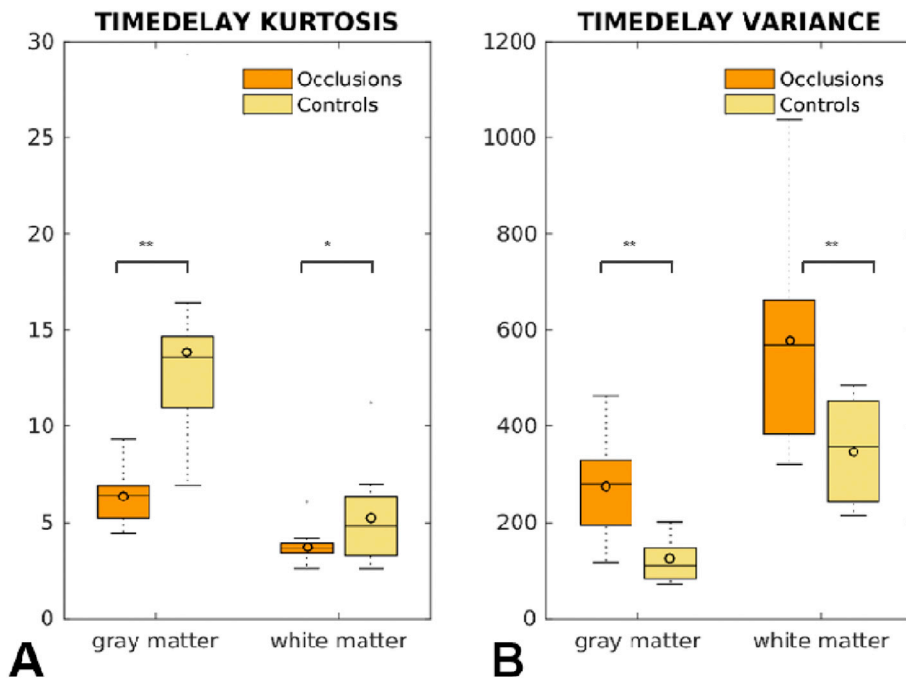 TIMEDELAY KURTOSIS
30
25
20
15
10
5
0
Occlusions
Controls
**
*
gray matter
white matter
A
TIMEDELAY VARIANCE
1200
1000
800
600
400
200
0
Occlusions
Controls
**
**
gray matter
white matter
B